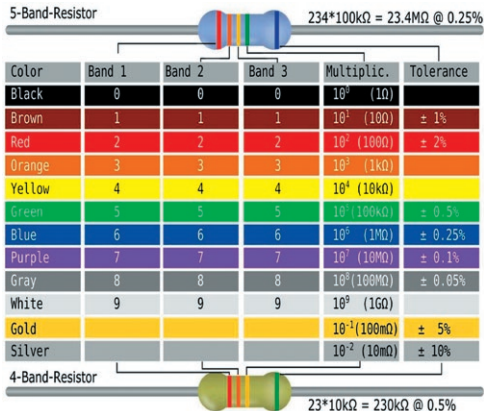 5-Band-Resistor
234*100kΩ = 23.4MΩ @ 0.25%
Color Band 1 Band 2 Band 3 Multiplic. Tolerance
Black 0 0 0 10⁰ (1Ω)
Brown 1 1 1 10¹ (10Ω) ± 1%
Red 2 2 2 10² (100Ω) ± 2%
Orange 3 3 3 10³ (1kΩ)
Yellow 4 4 4 10⁴ (10kΩ)
Green 5 5 5 10⁵(100kΩ) ± 0.5%
Blue 6 6 6 10⁶ (1MΩ) ± 0.25%
Purple 7 7 7 10⁷ (10MΩ) ± 0.1%
Gray 8 8 8 10⁸(100MΩ) ± 0.05%
White 9 9 9 10⁹ (1GΩ)
Gold 10⁻¹(100mΩ) ± 5%
Silver 10⁻² (10mΩ) ± 10%
4-Band-Resistor
23*10kΩ = 230kΩ @ 0.5%